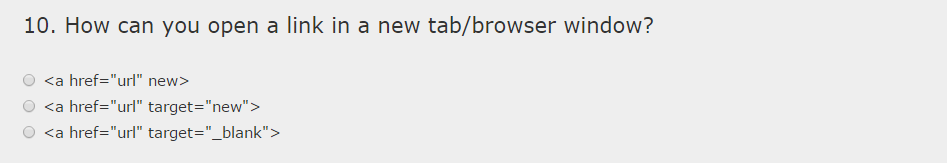 10. How can you open a link in a new tab/browser window?
<a href="url" new>
<a href="url" target="new">
<a href="url" target="_blank">